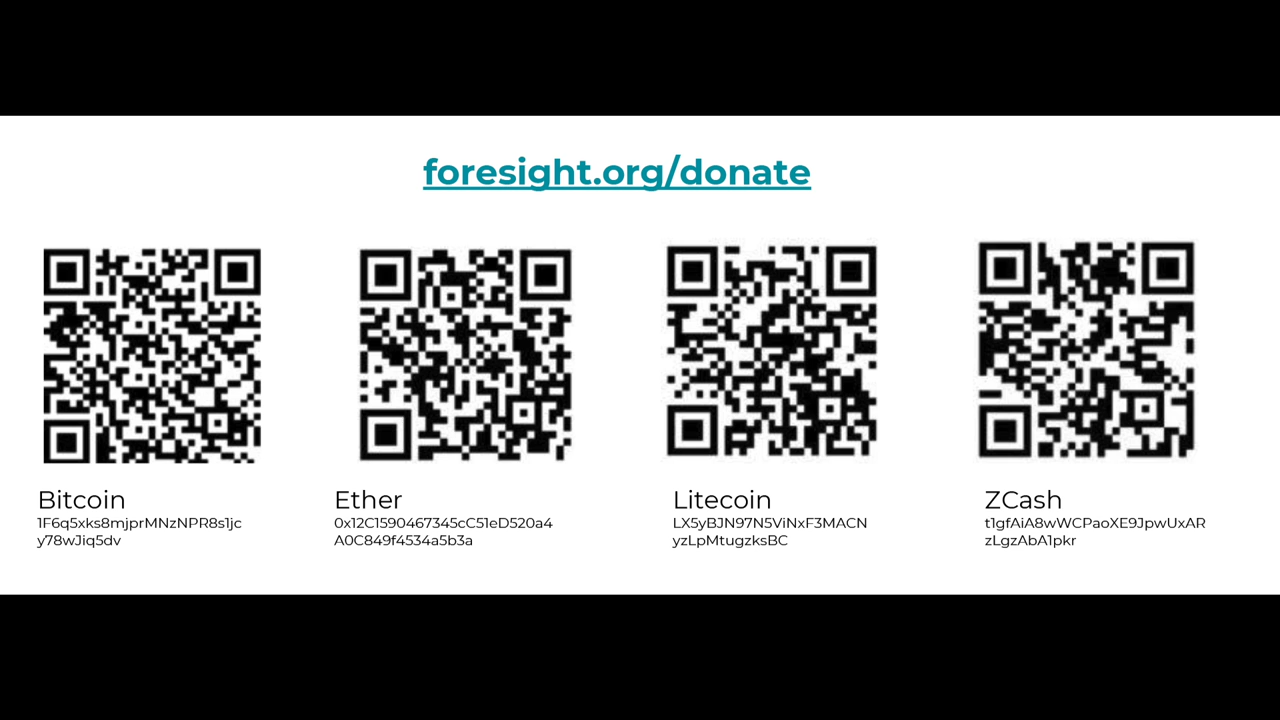 foresight.org/donate
Bitcoin
1F6q5xks8mjprMNzNPR8s1jc
y78wJiq5dv
Ether
0x12C1590467345cC51eD520a4
A0C849f4534a5b3a
Litecoin
LX5yBJN97N5ViNxF3MACN
yzLpMtugzksBC
ZCash
t1gfAiA8wWCPaoXE9JpwUxAR
zLgzAbA1pkr